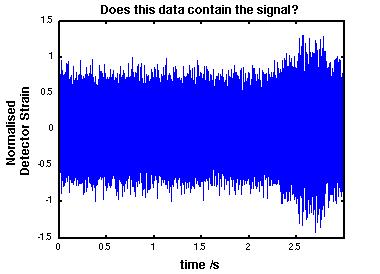 Does this data contain the signal?
1.5
1
0.5
0
-0.5
-1
-1.5
Normalised
Detector Strain
0 0.5 1 1.5 2 2.5
time /s